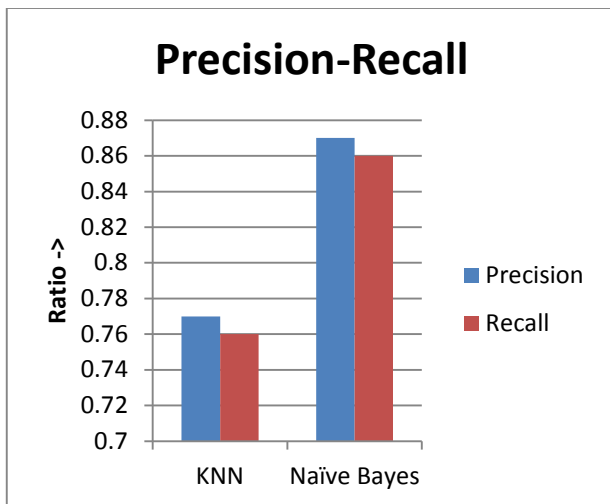 Precision-Recall
0.88
0.86
0.84
0.82
0.8
0.78
0.76
0.74
0.72
0.7
Ratio ->
KNN
Naïve Bayes
Precision
Recall